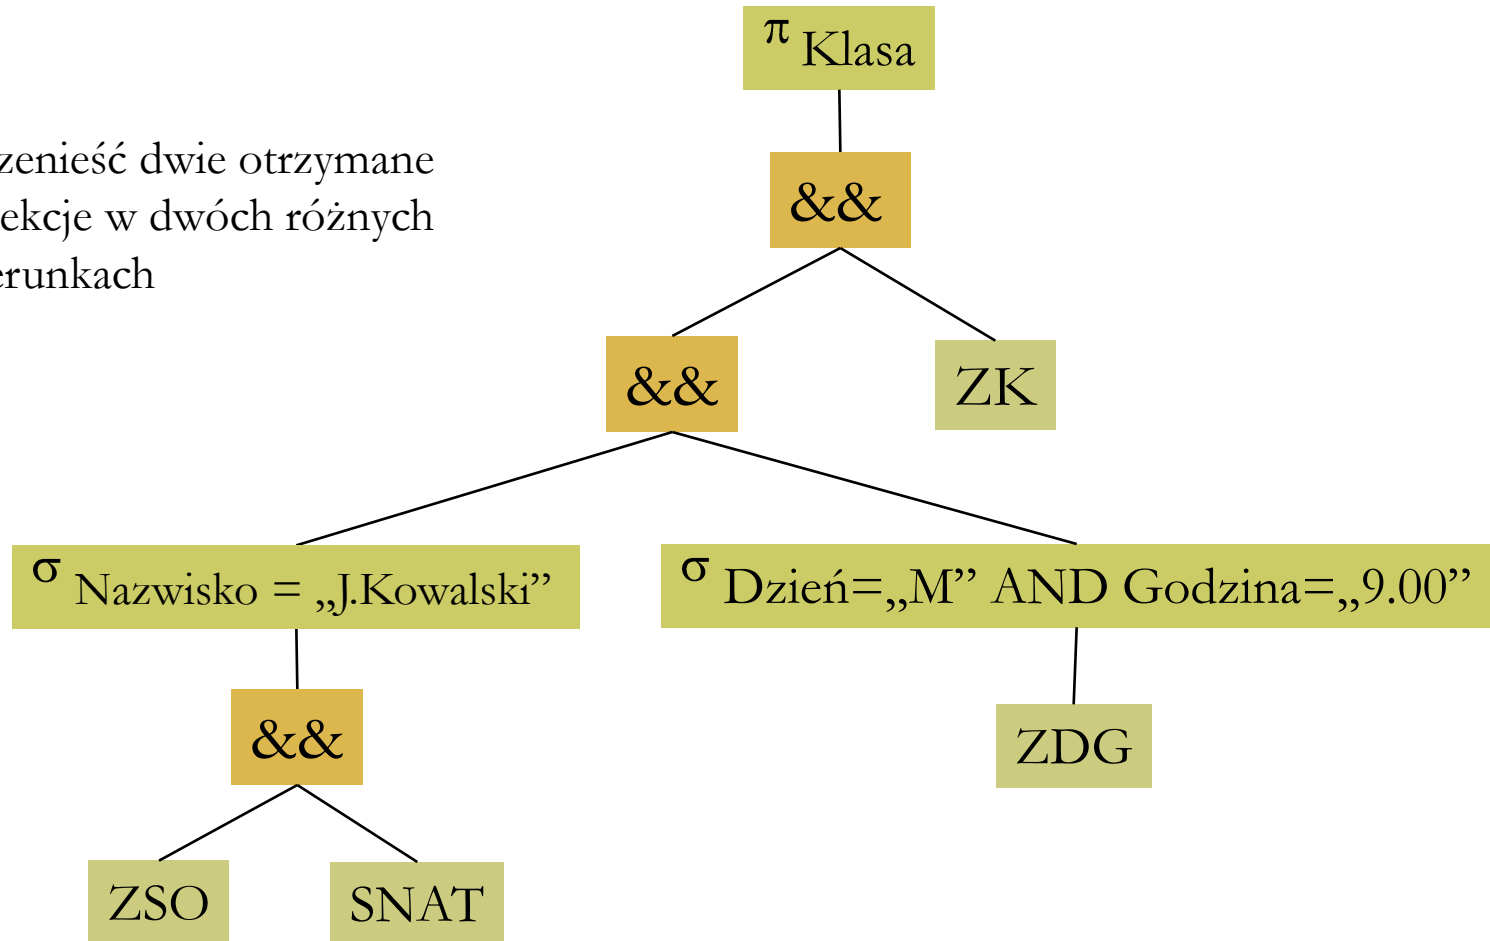 π Klasa
zenieść dwie otrzymane
ekcje w dwóch różnych
erunkach
&&
&&
ZK
σ Nazwisko = „J.Kowalski”
σ Dzień=„M” AND Godzina=„9.00”
&&
ZDG
ZSO
SNAT